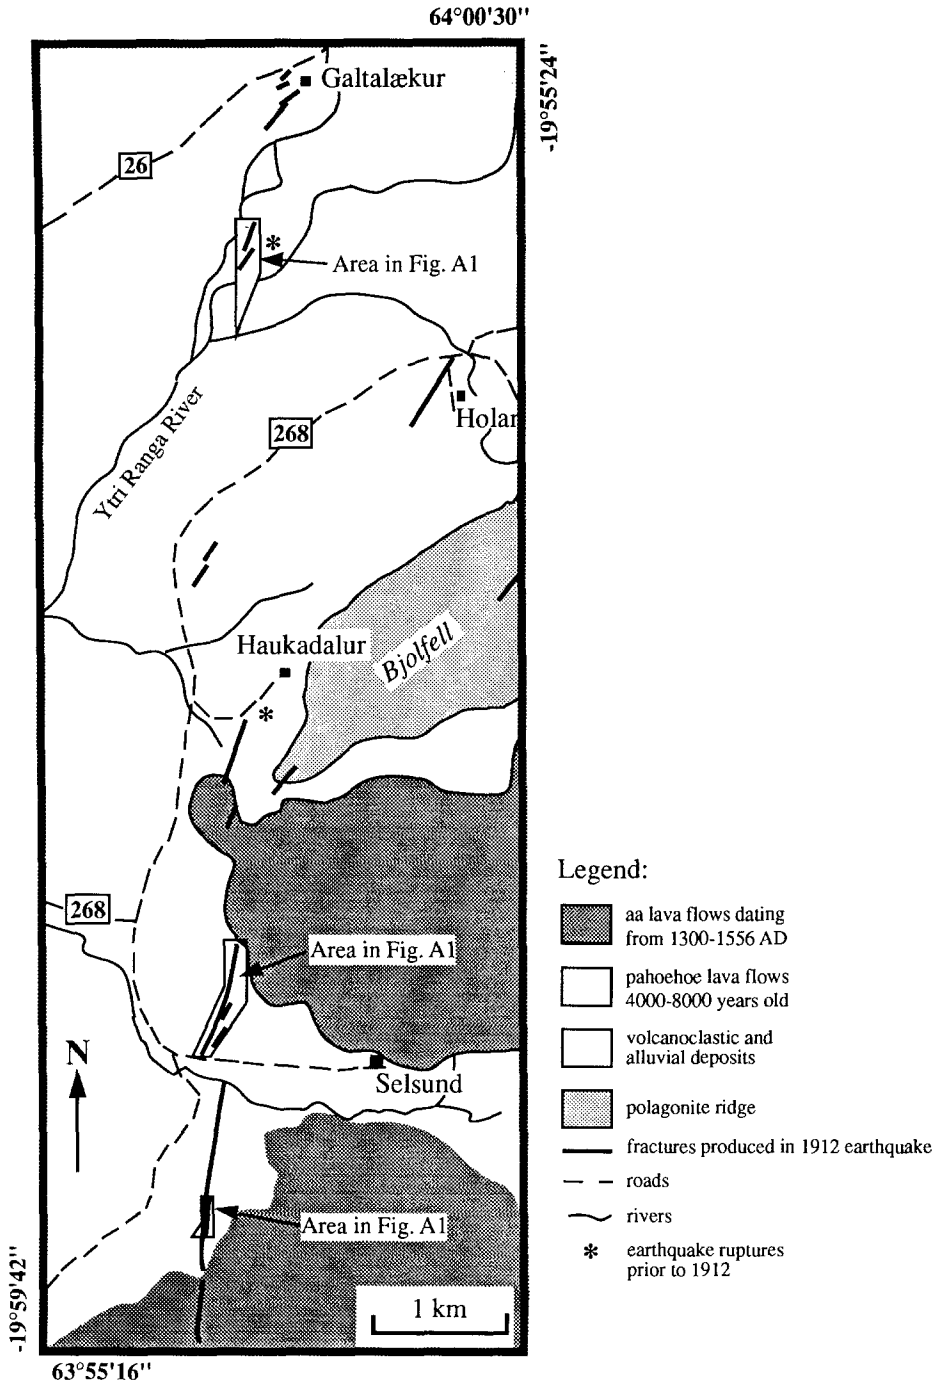 64°00'30"
-19°55'24"
Galtalækur
26
*
Area in Fig. A1
Ytri Ranga River
Holar
268
Bjolfell
Haukadalur
*
268
Area in Fig. A1
N
Selsund
Area in Fig. A1
1 km
-19°59'42"
63°55'16"
Legend:
aa lava flows dating
from 1300-1556 AD
pahoehoe lava flows
4000-8000 years old
volcanoclastic and
alluvial deposits
polagonite ridge
fractures produced in 1912 earthquake
roads
rivers
* earthquake ruptures
prior to 1912